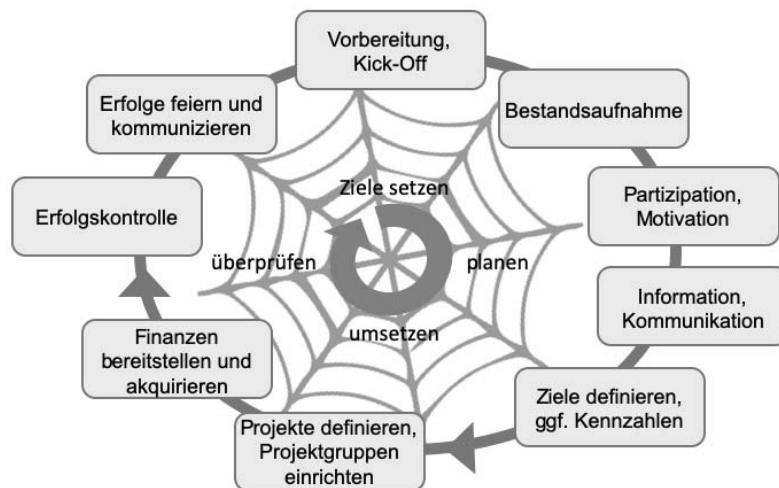 Vorbereitung,
Kick-Off
Bestandsaufnahme
Partizipation,
Motivation
Information,
Kommunikation
Ziele definieren,
ggf. Kennzahlen
Projekte definieren,
Projektgruppen
einrichten
Finanzen
bereitstellen und
akquirieren
Erfolgskontrolle
Erfolge feiern und
kommunizieren
Ziele setzen
planen
umsetzen
überprüfen